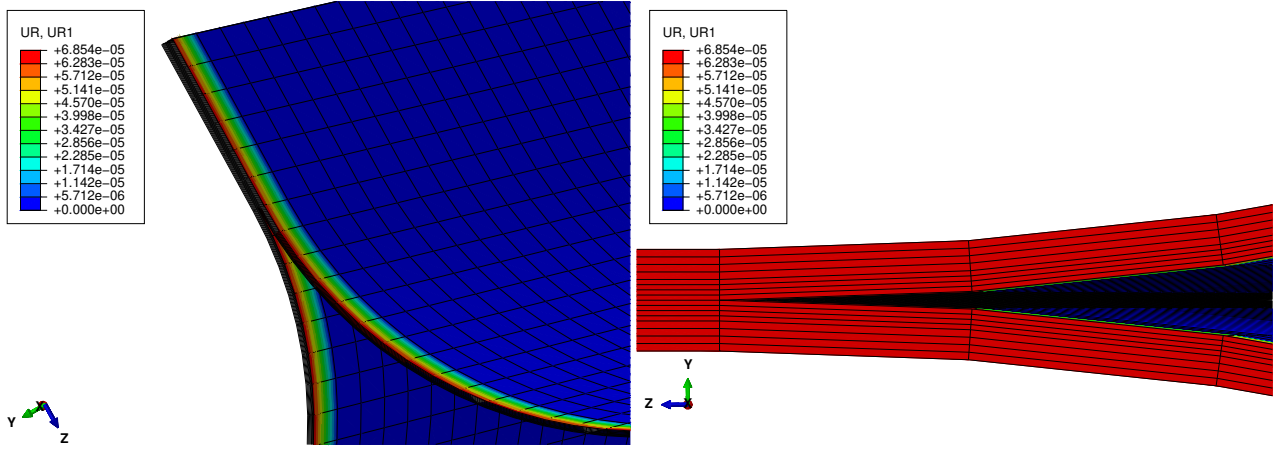 UR, UR1
+6.854e−05
+6.283e−05
+5.712e−05
+5.141e−05
+4.570e−05
+3.998e−05
+3.427e−05
+2.856e−05
+2.285e−05
+1.714e−05
+1.142e−05
+5.712e−06
+0.000e+00
Y
X
Z
UR, UR1
+6.854e−05
+6.283e−05
+5.712e−05
+5.141e−05
+4.570e−05
+3.998e−05
+3.427e−05
+2.856e−05
+2.285e−05
+1.714e−05
+1.142e−05
+5.712e−06
+0.000e+00
Y
Z
X